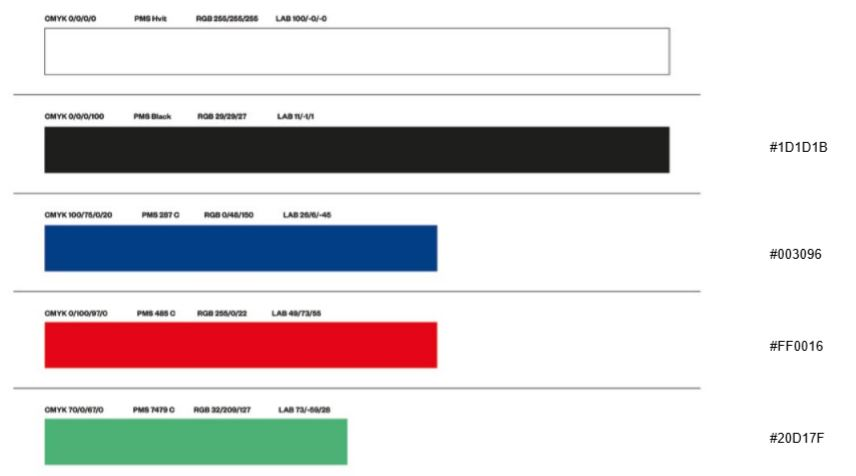 CMYK 0/0/0/0 PMS Hvit RGB 255/255/255 LAB 100/-0/-0
CMYK 0/0/0/100 PMS Black RGB 29/29/27 LAB 11/-1/1
#1D1D1B
CMYK 100/75/0/20 PMS 287 C RGB 0/48/150 LAB 26/6/-45
#003096
CMYK 0/100/97/0 PMS 485 C RGB 255/0/22 LAB 49/73/55
#FF0016
CMYK 70/0/67/0 PMS 7479 C RGB 32/209/127 LAB 73/-59/28
#20D17F